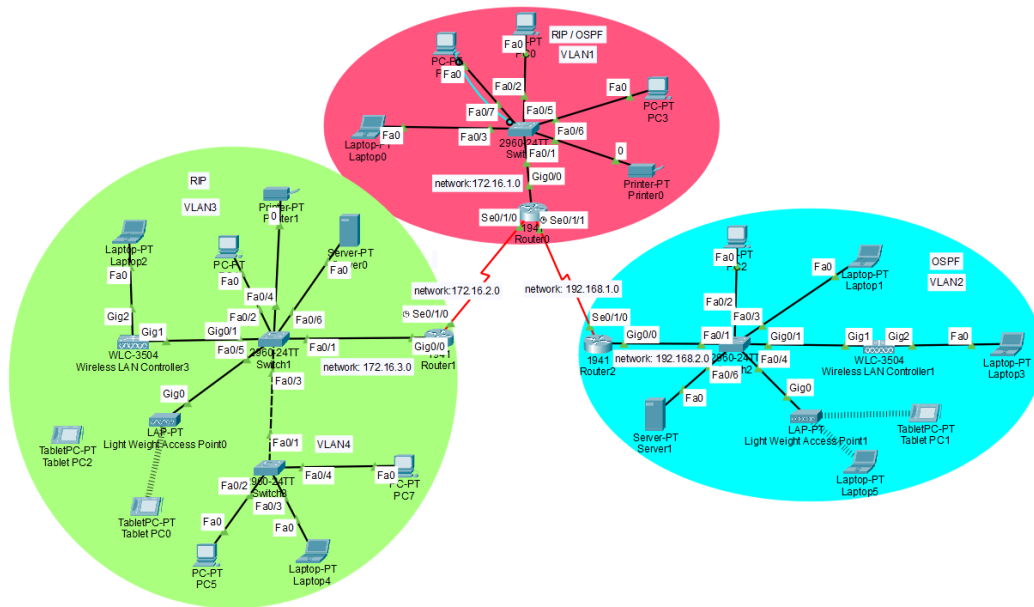 RIP / OSPF
VLAN1
Fa0
PC-PT
Fa0
Fa0
Fa0/2
Fa0/7
Fa0/5
Fa0
PC-PT
PC3
Fa0/3
Fa0/6
Fa0
Laptop-PT
Laptop0
2960-24TT
Fa0/1
0
Printer-PT
Printer0
network:172.16.1.0
Gig0/0
Se0/1/0
Se0/1/1
Router0
network:172.16.2.0
network: 192.168.1.0
RIP
VLAN3
Printer-PT
0
Server-PT
Fa0
Laptop-PT
Laptop2
Fa0
PC-PT
Fa0
Fa0/4
Fa0/2
Fa0/6
Gig2
Gig1
Gig0/1
WLC-3504
Wireless LAN Controller3
Fa0/5
2960-24TT
Switch1
Fa0/1
Fa0/3
Se0/1/0
Gig0/0
1941
Router1
network: 172.16.3.0
Gig0
LAP-PT
Light Weight Access Point0
TabletPC-PT
Tablet PC2
TabletPC-PT
Tablet PC0
Fa0/1
VLAN4
Fa0/2
Fa0/4
Fa0
PC7
Fa0/3
Fa0
Fa0
PC-PT
PC5
Laptop-PT
Laptop4
OSPF
VLAN2
Fa0
Fa0
Laptop-PT
Laptop1
Fa0/2
Fa0/3
Se0/1/0
Gig0/0
1941
Router2
network: 192.168.2.0
Fa0/1
Gig0/1
Gig1
Gig2
Fa0
WLC-3504
Wireless LAN Controller1
Laptop-PT
Laptop3
Fa0/4
Fa0/6
Fa0
Server-PT
Server1
Gig0
LAP-PT
Light Weight Access Point1
TabletPC-PT
Tablet PC1
Laptop-PT
Laptop5